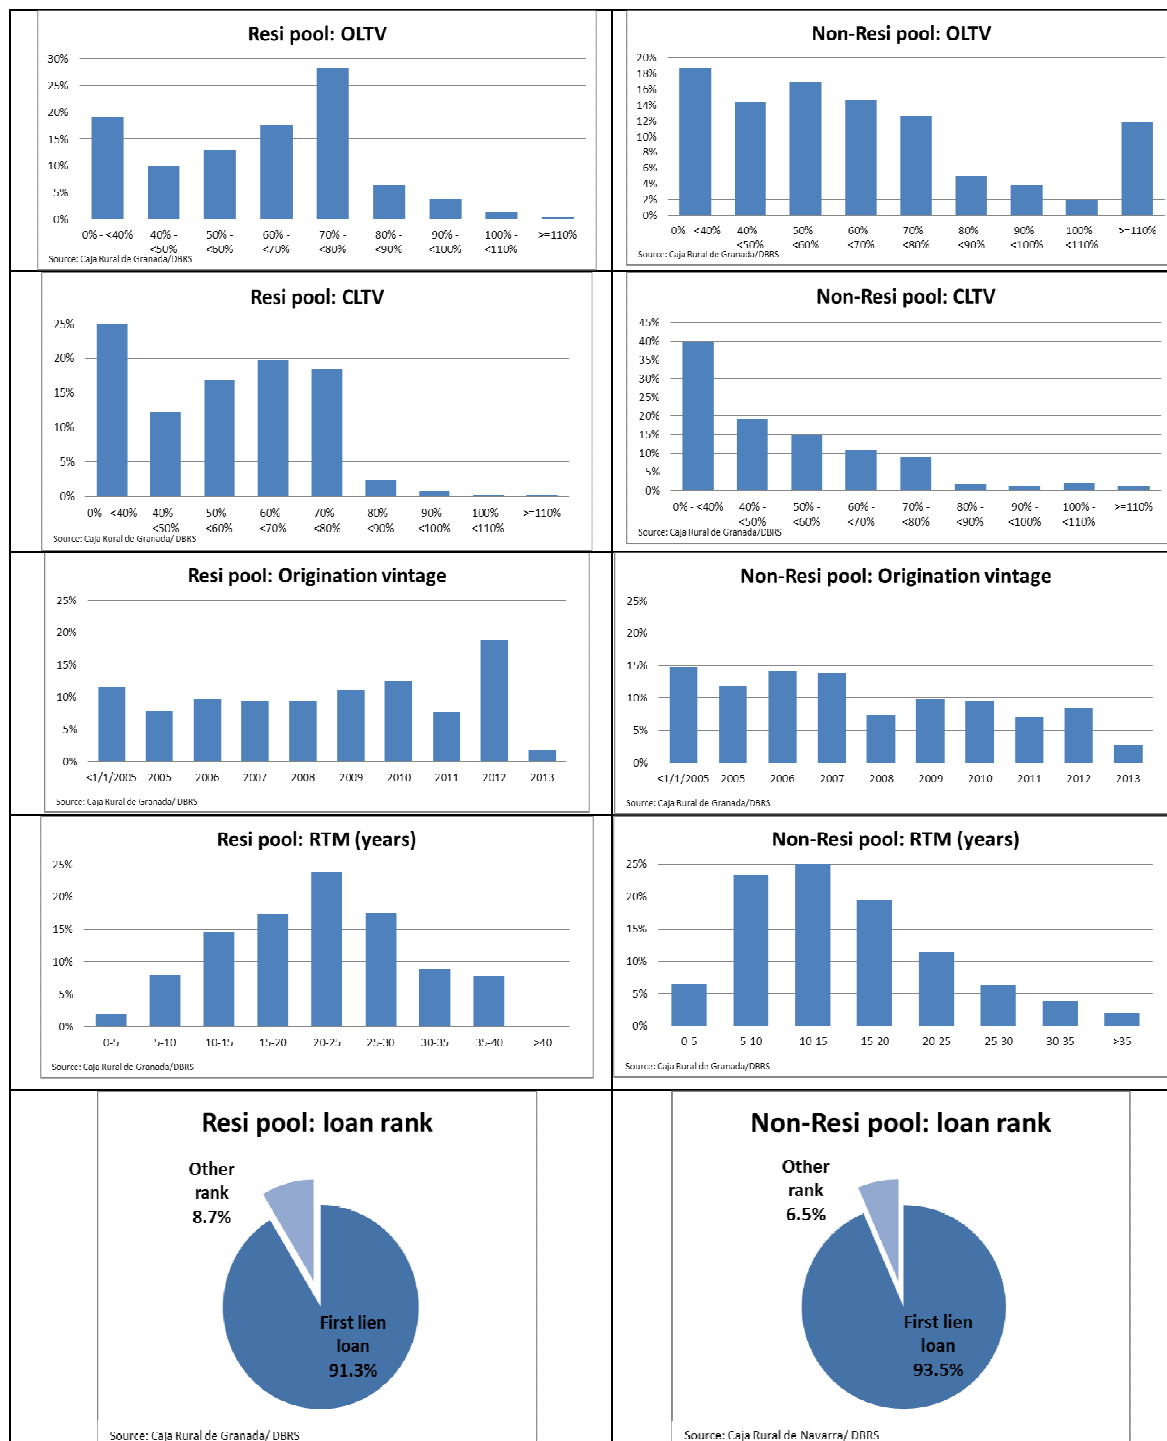 Resi pool: OLTV
30%
25%
20%
15%
10%
5%
0%
0% - <40% 40% - 50% - 60% - 70% - 80% - 90% - 100% - >=110%
<50% <60% <70% <80% <90% <100% <110%
Source: Caja Rural de Granada/DBRS
Non-Resi pool: OLTV
20%
18%
16%
14%
12%
10%
8%
6%
4%
2%
0%
0% <40% 40% 50% 60% 70% 80% 90% 100% >=110%
<50% <60% <70% <80% <90% <100% <110%
Source: Caja Rural de Granada/DBRS
Resi pool: CLTV
25%
20%
15%
10%
5%
0%
0% <40% 40% 50% 60% 70% 80% 90% 100% >=110%
<50% <60% <70% <80% <90% <100% <110%
Source: Caja Rural de Granada/ DBRS
Non-Resi pool: CLTV
45%
40%
35%
30%
25%
20%
15%
10%
5%
0%
0% - <40% 40% - 50% - 60% - 70% - 80% - 90% - 100% - >=110%
<50% <60% <70% <80% <90% <100% <110%
Source: Caja Rural de Granada/DBRS
Resi pool: Origination vintage
25%
20%
15%
10%
5%
0%
<1/1/2005 2005 2006 2007 2008 2009 2010 2011 2012 2013
Source: Caja Rural de Granada/ DBRS
Non-Resi pool: Origination vintage
25%
20%
15%
10%
5%
0%
<1/1/2005 2005 2006 2007 2008 2009 2010 2011 2012 2013
Source: Caja Rural de Granada/DBRS
Resi pool: RTM (years)
25%
20%
15%
10%
5%
0%
0-5 5-10 10-15 15-20 20-25 25-30 30-35 35-40 >40
Source: Caja Rural de Granada/DBRS
Non-Resi pool: RTM (years)
25%
20%
15%
10%
5%
0%
0 5 5 10 10 15 15 20 20 25 25 30 30 35 >35
Source: Caja Rural de Granada/DBRS
Resi pool: loan rank
Other
rank
8.7%
First lien
loan
91.3%
Source: Caja Rural de Granada/ DBRS
Non-Resi pool: loan rank
Other
rank
6.5%
First lien
loan
93.5%
Source: Caja Rural de Navarra/ DBRS